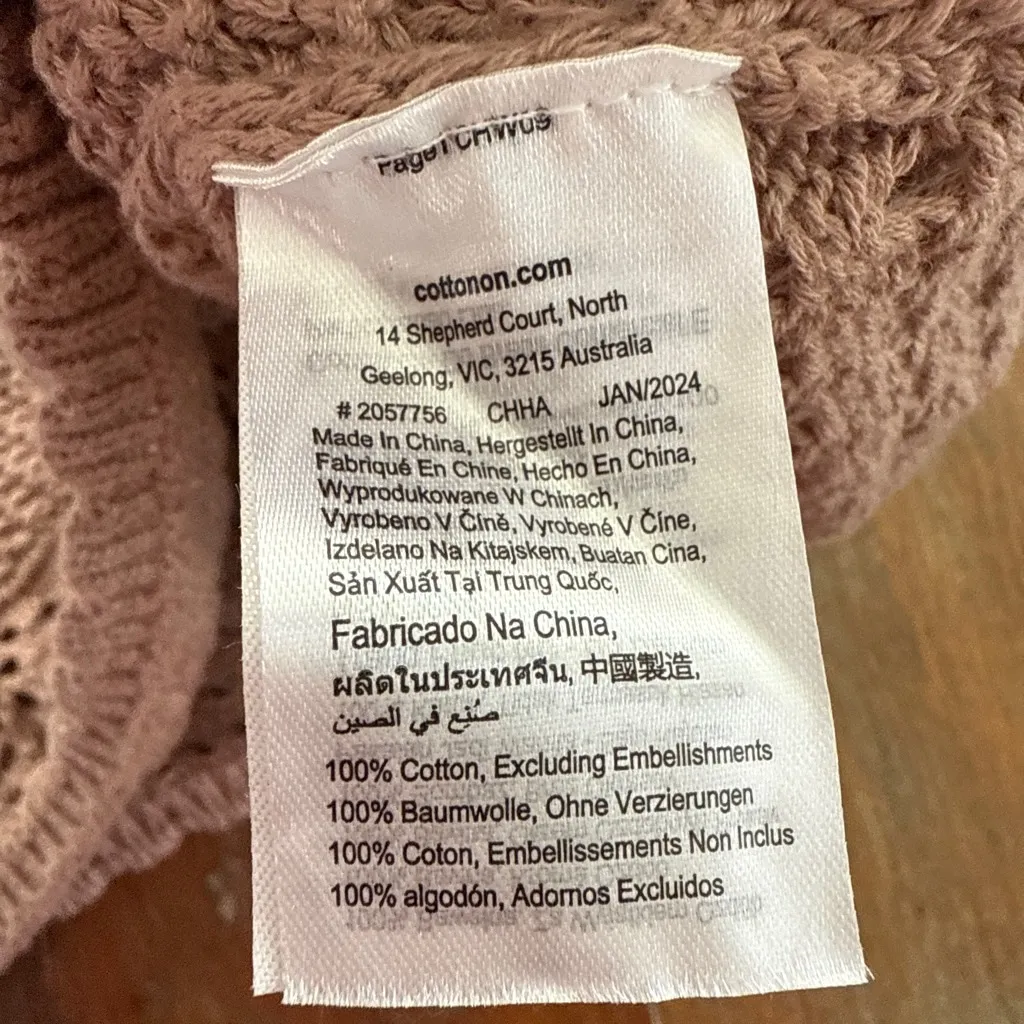 cottonon.com
14 Shepherd Court, North
Geelong, VIC, 3215 Australia
# 2057756 CHHA JAN/2024
Made In China, Hergestellt In China,
Fabriqué En Chine, Hecho En China,
Wyprodukowane W Chinach,
Vyrobeno V Číně, Vyrobené V Číne,
Izdelano Na Kitajskem, Buatan Cina,
Sản Xuất Tại Trung Quốc,
Fabricado Na China,
ผลิตในประเทศจีน, 中國製造,
صُنِع في الصين
100% Cotton, Excluding Embellishments
100% Baumwolle, Ohne Verzierungen
100% Coton, Embellissements Non Inclus
100% algodón, Adornos Excluidos